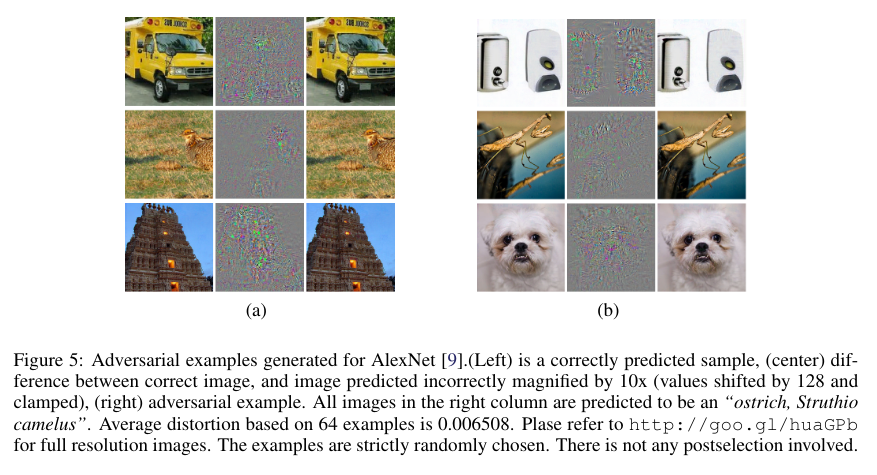 (a)
(b)
Figure 5: Adversarial examples generated for AlexNet [9].(Left) is a correctly predicted sample, (center) dif-
ference between correct image, and image predicted incorrectly magnified by 10x (values shifted by 128 and
clamped), (right) adversarial example. All images in the right column are predicted to be an “ostrich, Struthio
camelus”. Average distortion based on 64 examples is 0.006508. Plase refer to http://goo.gl/huaGPb
for full resolution images. The examples are strictly randomly chosen. There is not any postselection involved.